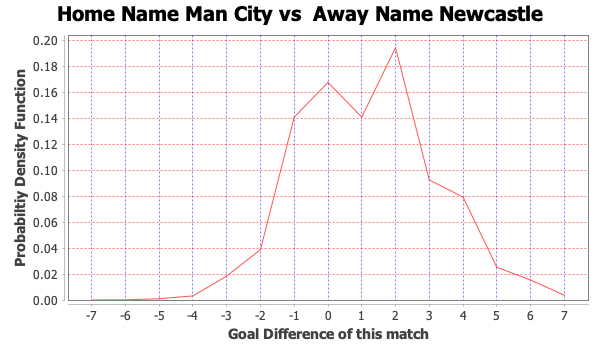 Home Name Man City vs  Away Name Newcastle
Probabiltiy Density Function
0.20
0.18
0.16
0.14
0.12
0.10
0.08
0.06
0.04
0.02
0.00
-7 -6 -5 -4 -3 -2 -1 0 1 2 3 4 5 6 7
Goal Difference of this match